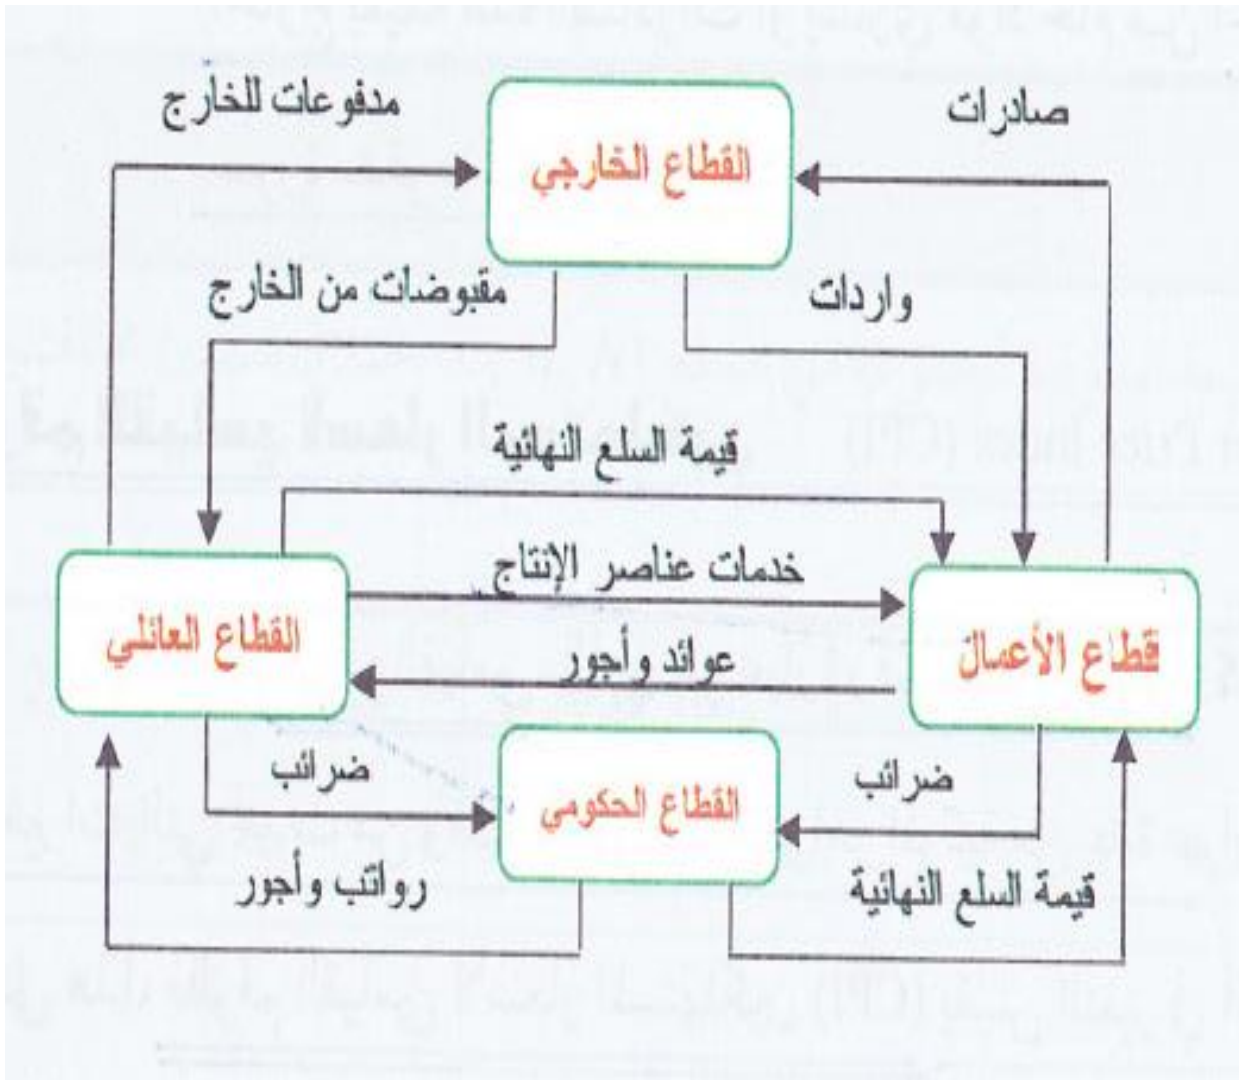 مدفوعات للخارج
صادرات
القطاع الخارجي
مقبوضات من الخارج
واردات
قيمة السلع النهائية
خدمات عناصر الإنتاج
القطاع العائلي
قطاع الأعمال
عوائد وأجور
ضرائب
القطاع الحكومي
ضرائب
رواتب وأجور
قيمة السلع النهائية